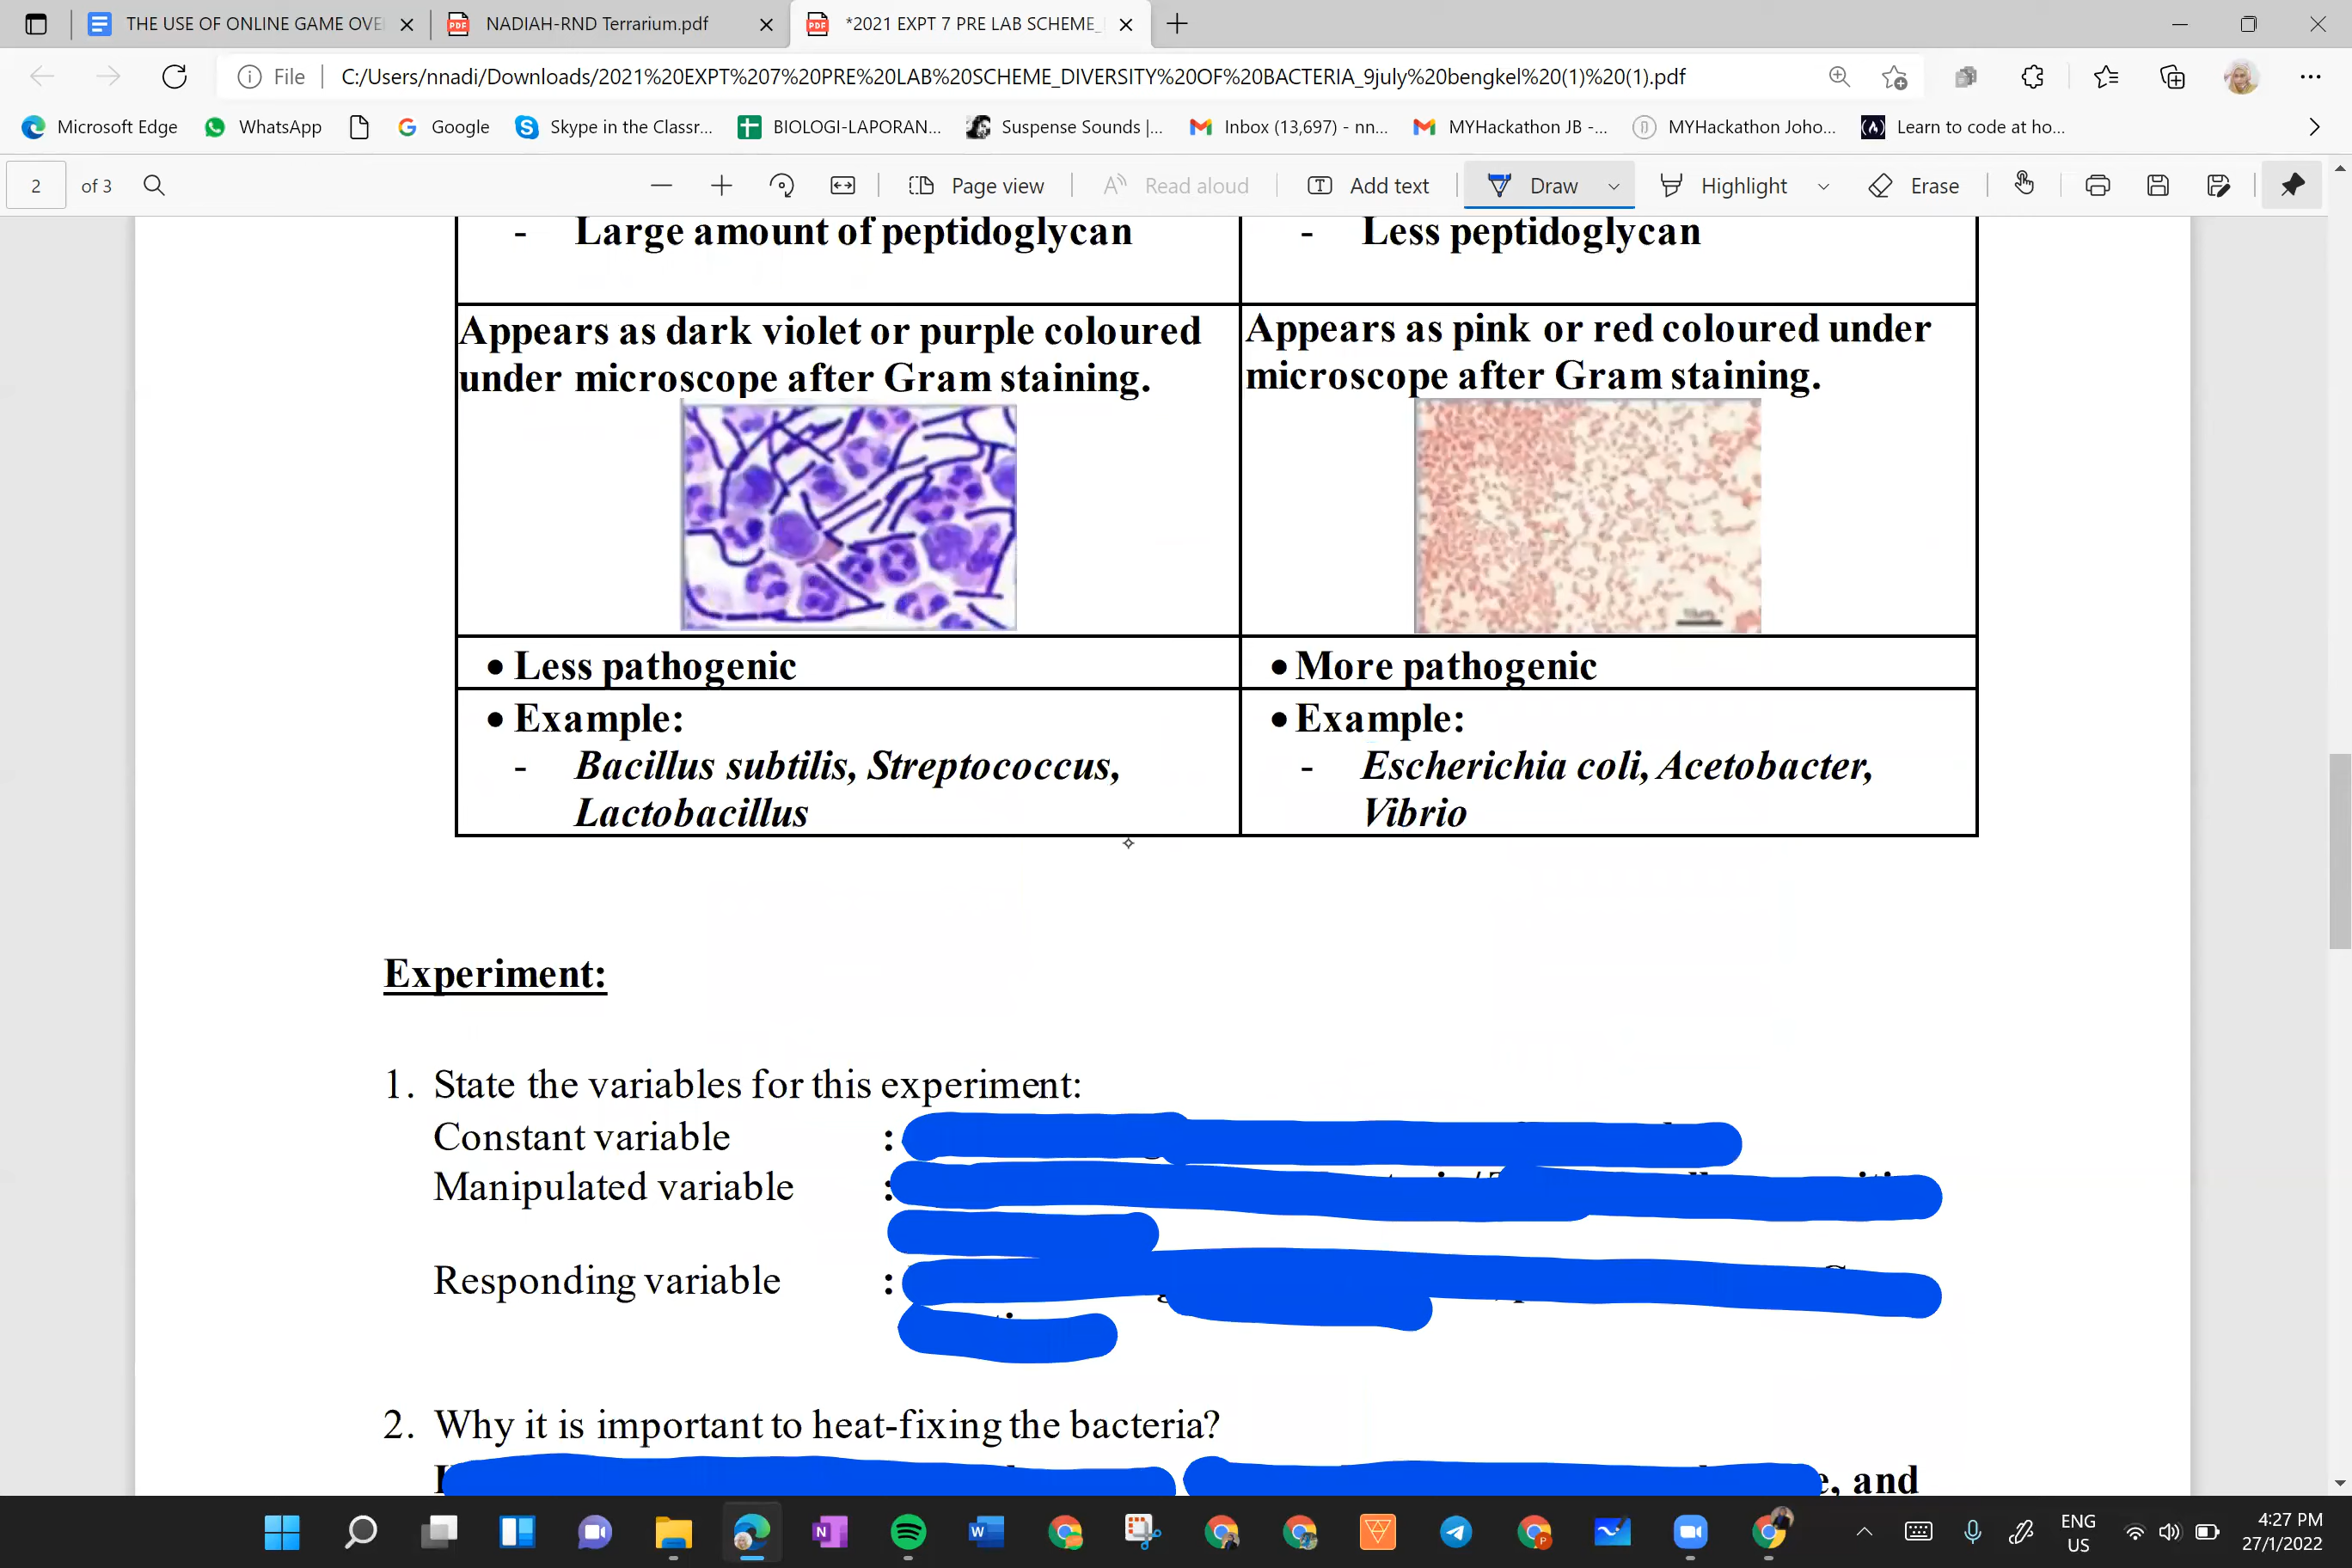 THE USE OF ONLINE GAME OVE
NADIAH-RND Terrarium.pdf
*2021 EXPT 7 PRE LAB SCHEME_
File
C:/Users/nnadi/Downloads/2021%20EXPT%207%20PRE%20LAB%20SCHEME_DIVERSITY%20OF%20BACTERIA_9july%20bengkel%20(1)%20(1).pdf
Microsoft Edge
WhatsApp
Google
Skype in the Classr...
BIOLOGI-LAPORAN...
Suspense Sounds |...
Inbox (13,697) - nn...
MYHackathon JB -...
MYHackathon Joho...
Learn to code at ho...
2 of 3
Page view
Read aloud
Add text
Draw
Highlight
Erase
- Large amount of peptidoglycan
- Less peptidoglycan
Appears as dark violet or purple coloured
under microscope after Gram staining.
Appears as pink or red coloured under
microscope after Gram staining.
• Less pathogenic
• More pathogenic
• Example:
- Bacillus subtilis, Streptococcus,
Lactobacillus
• Example:
- Escherichia coli, Acetobacter,
Vibrio
Experiment:
1. State the variables for this experiment:
Constant variable :
Manipulated variable :
Responding variable :
2. Why it is important to heat-fixing the bacteria?
, and
ENG
US
4:27 PM
27/1/2022